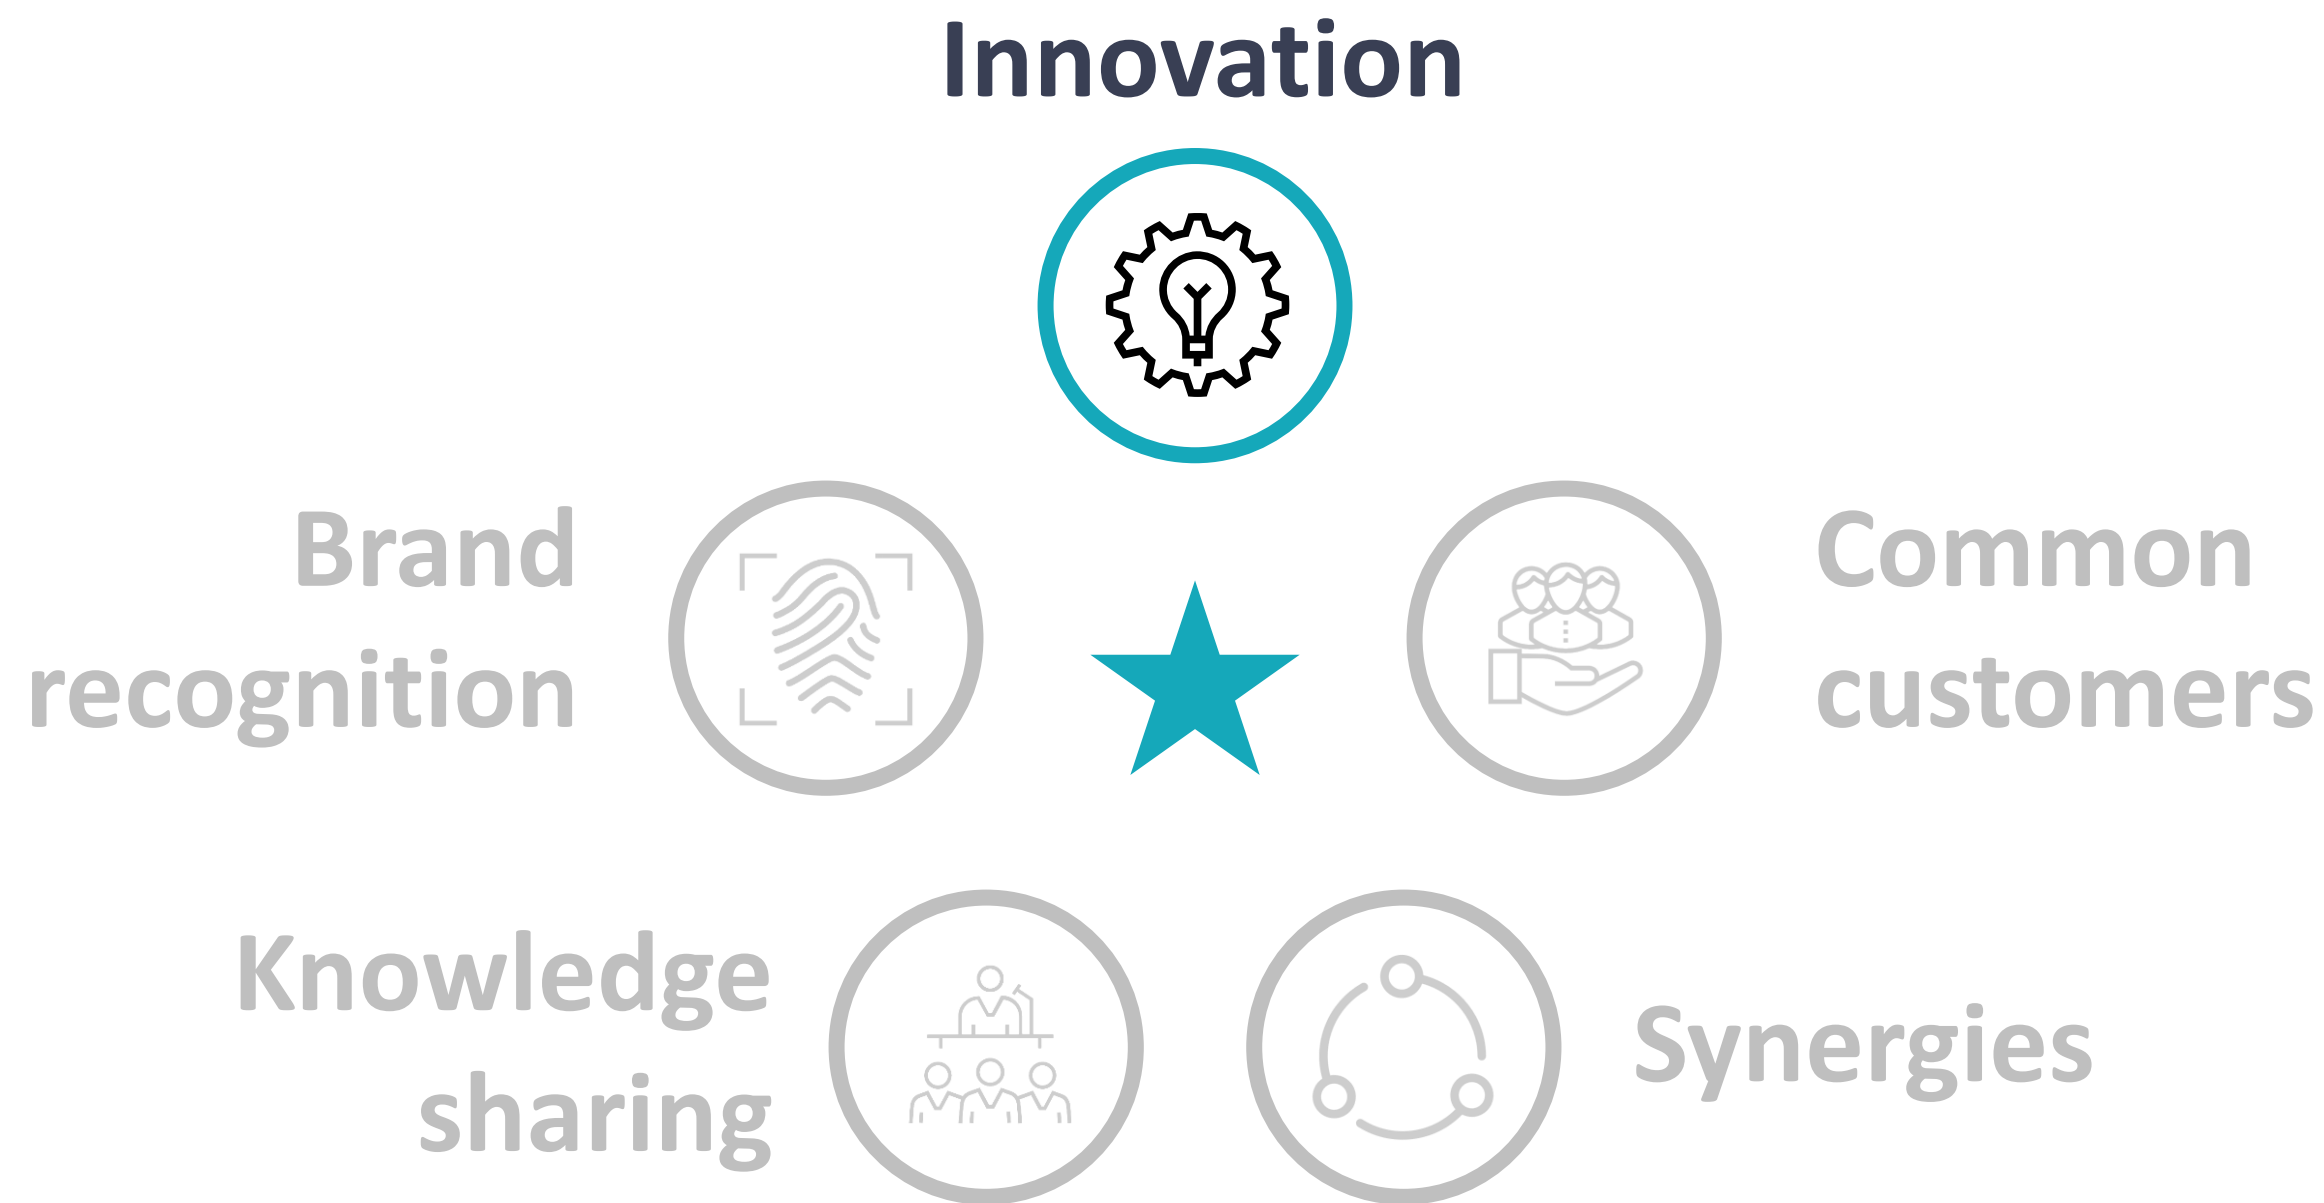 Innovation
Brand
recognition
Common
customers
Knowledge
sharing
Synergies